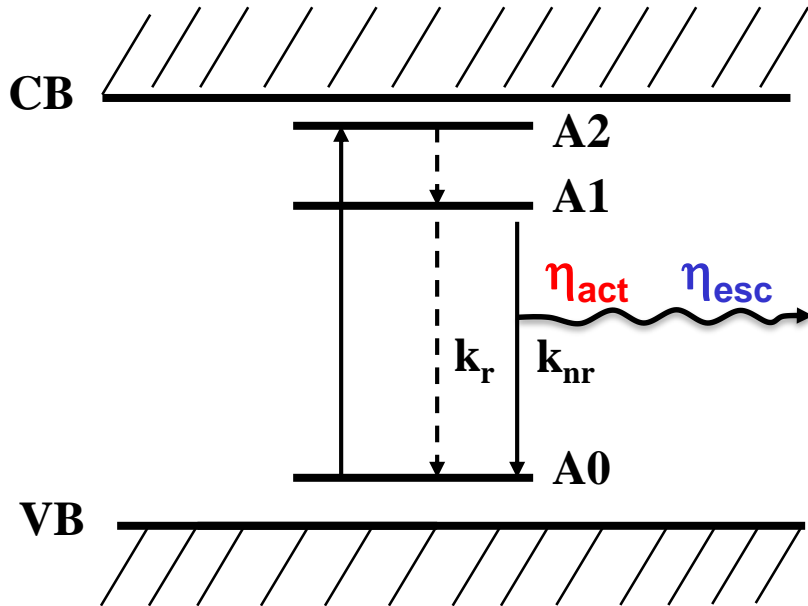 CB
A2
A1
ηact ηesc
kr knr
A0
VB